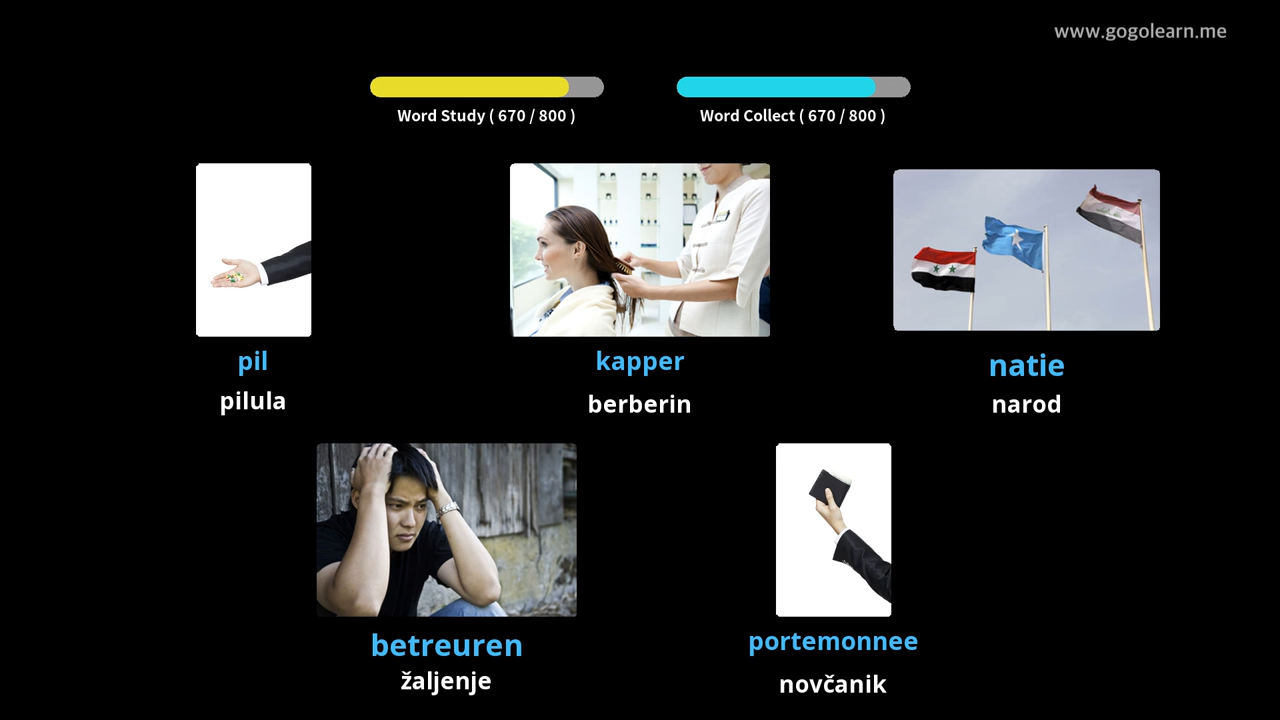 www.gogolearn.me
Word Study ( 670 / 800 )
Word Collect ( 670 / 800 )
pil
pilula
kapper
berberin
natie
narod
betreuren
žaljenje
portemonnee
novčanik